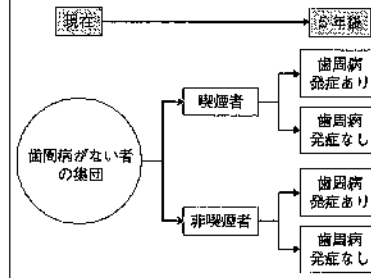 現在
5年後
歯周病
発症あり
喫煙者
歯周病
発症なし
歯周病がない者
の集団
歯周病
発症あり
非喫煙者
歯周病
発症なし